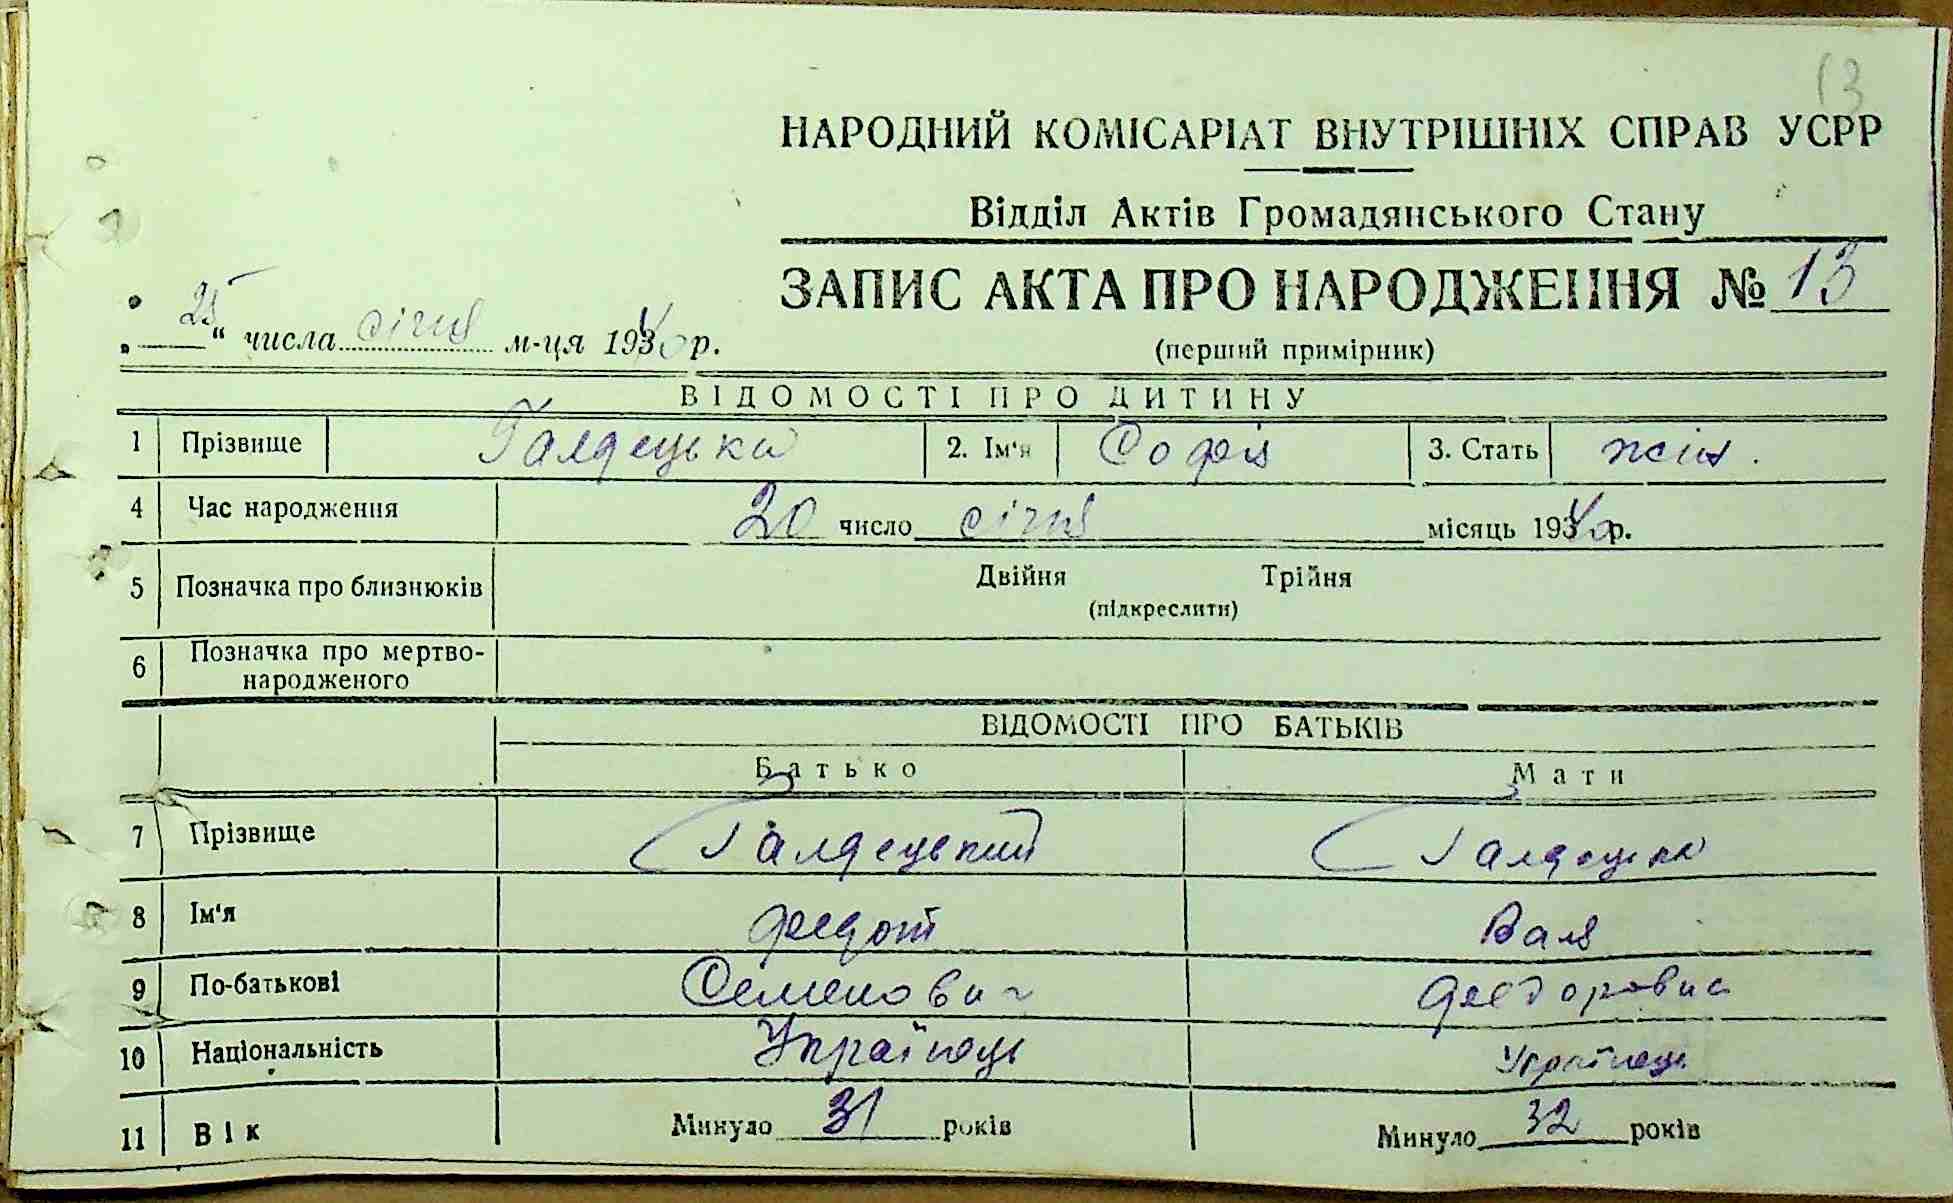 13
НАРОДНИЙ КОМІСАРІАТ ВНУТРІШНІХ СПРАВ УСРР
Відділ Актів Громадянського Стану
ЗАПИС АКТА ПРО НАРОДЖЕННЯ № 13
„25“ числа січня м-ця 1940 р.
(перший примірник)
ВІДОМОСТІ ПРО ДИТИНУ
1 Прізвище Галдецька 2. Ім'я Софія 3. Стать жін.
4 Час народження 20 число січня місяць 1940 р.
5 Позначка про близнюків Двійня Трійня
(підкреслити)
6 Позначка про мертво-
народженого
ВІДОМОСТІ ПРО БАТЬКІВ
Батько Мати
7 Прізвище Галдецький Галдецька
8 Ім'я Федот Валя
9 По-батькові Семенович
10 Національність Українець Українець
11 Вік Минуло 31 років Минуло 32 років